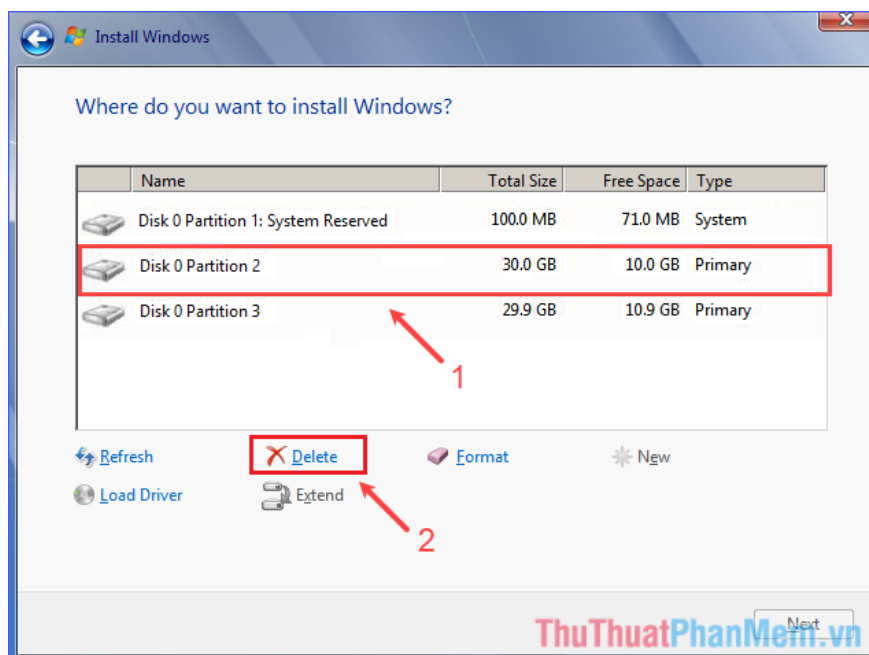 Install Windows
Where do you want to install Windows?
Name Total Size Free Space Type
Disk 0 Partition 1: System Reserved 100.0 MB 71.0 MB System
Disk 0 Partition 2 30.0 GB 10.0 GB Primary
Disk 0 Partition 3 29.9 GB 10.9 GB Primary
1
Refresh Delete Format New
Load Driver Extend
2
Next
ThuThuatPhanMem.vn